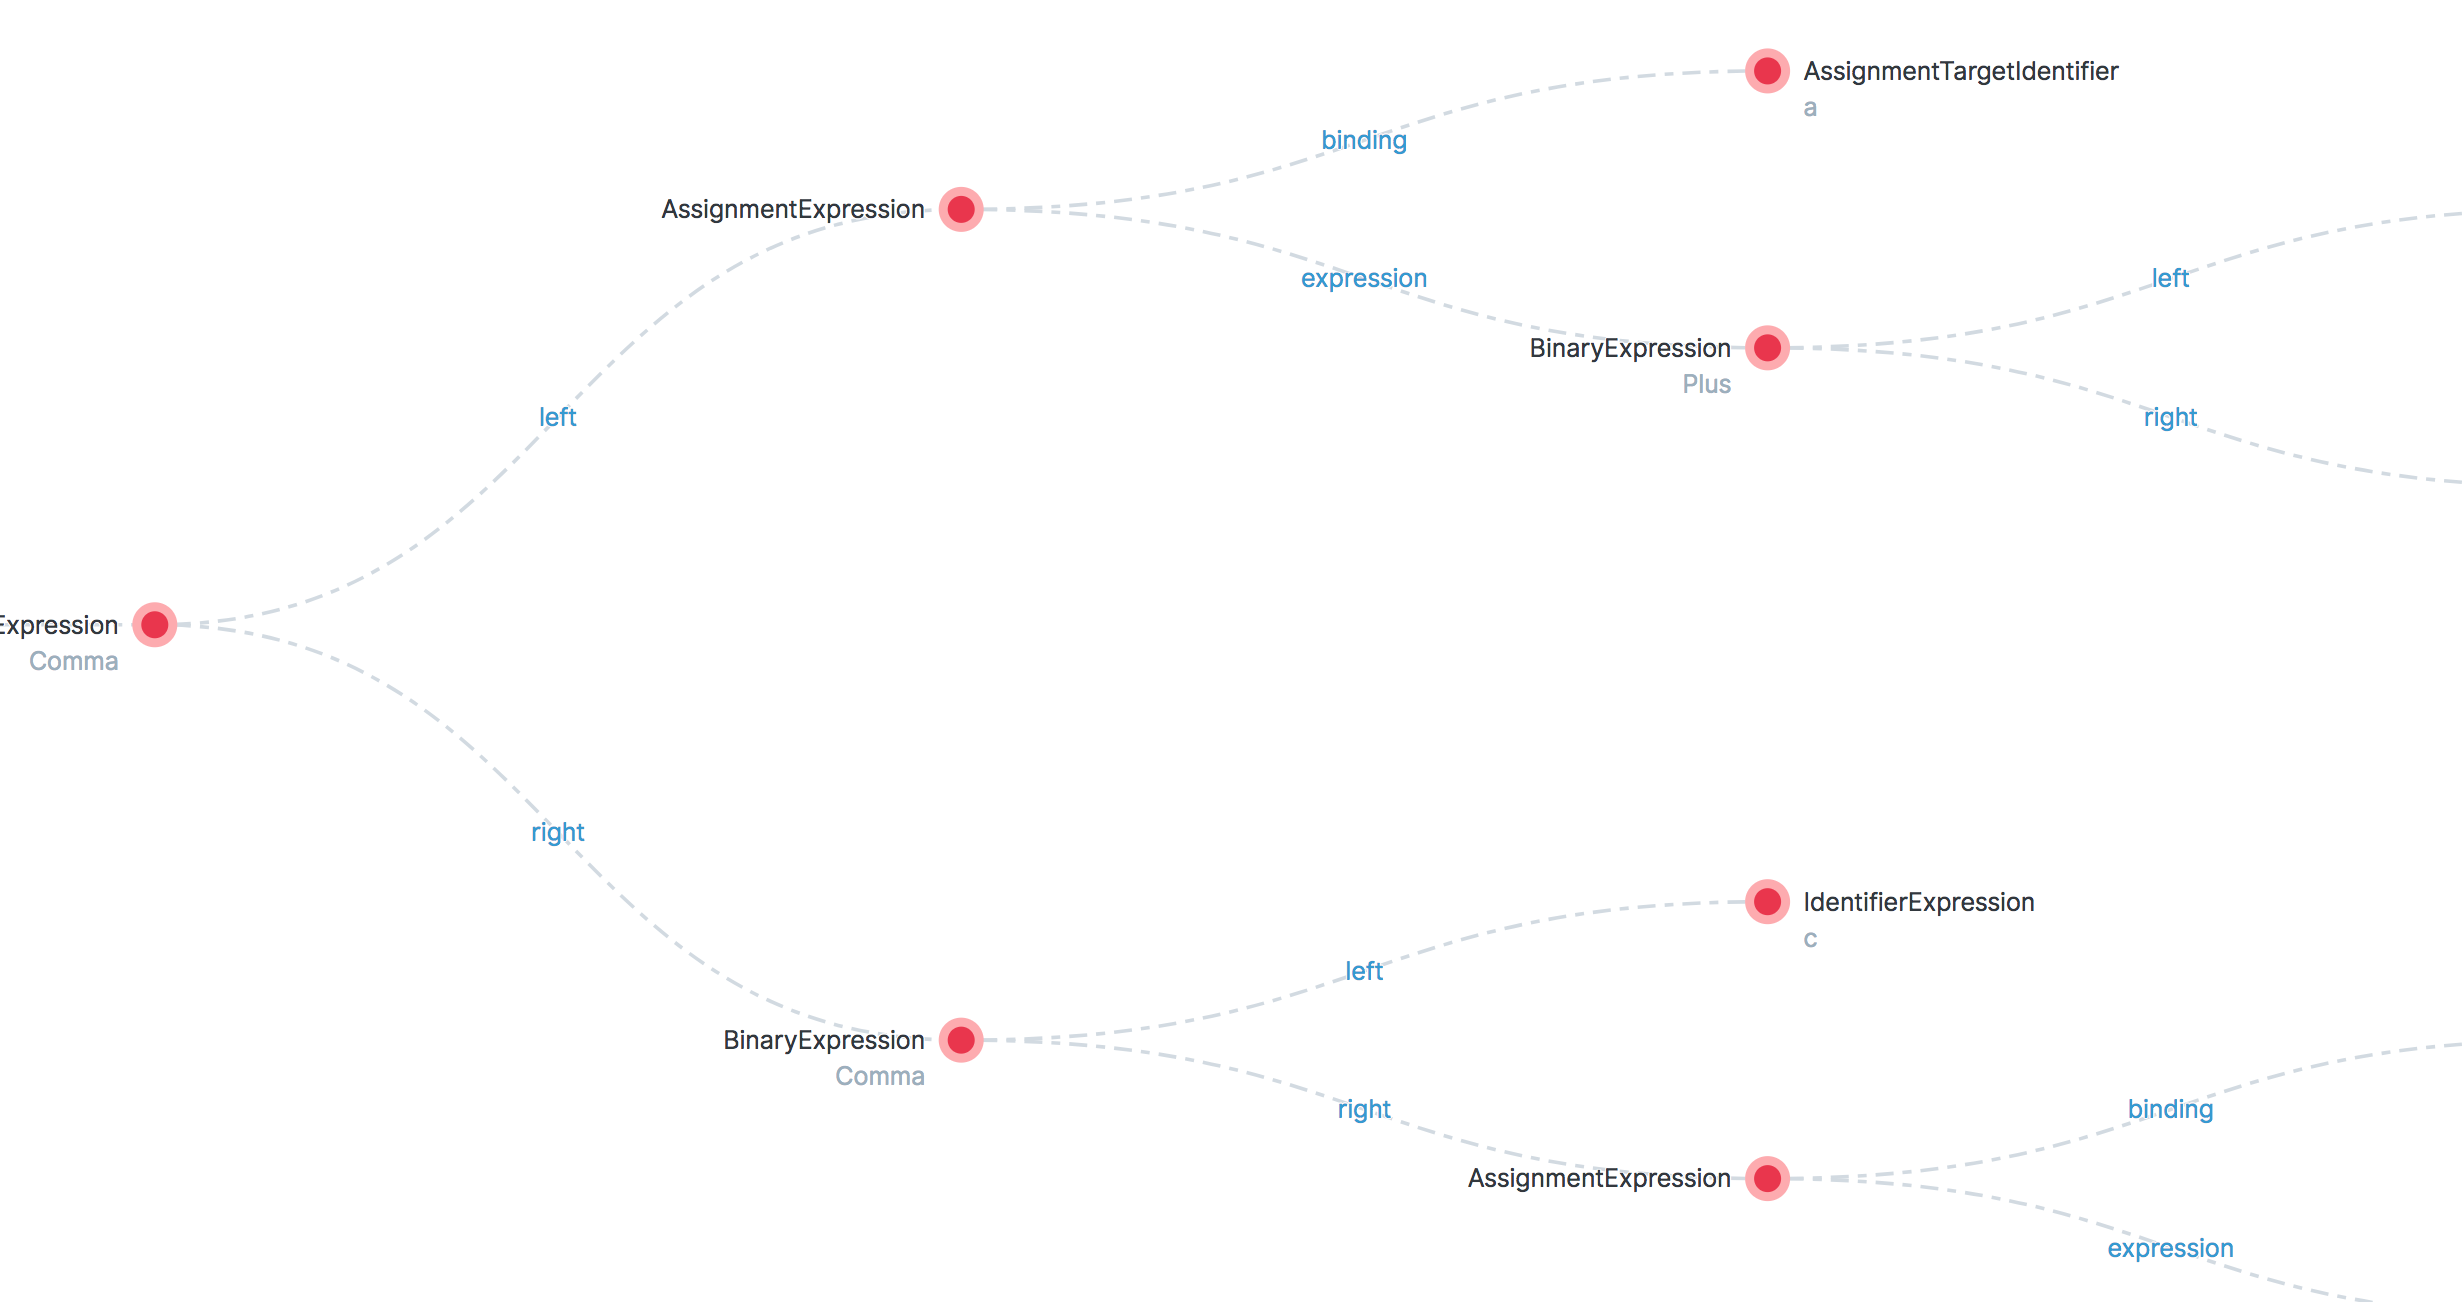 AssignmentTargetIdentifier
a
binding
AssignmentExpression
expression
left
BinaryExpression
Plus
left
right
Expression
Comma
right
IdentifierExpression
c
left
BinaryExpression
Comma
right
binding
AssignmentExpression
expression